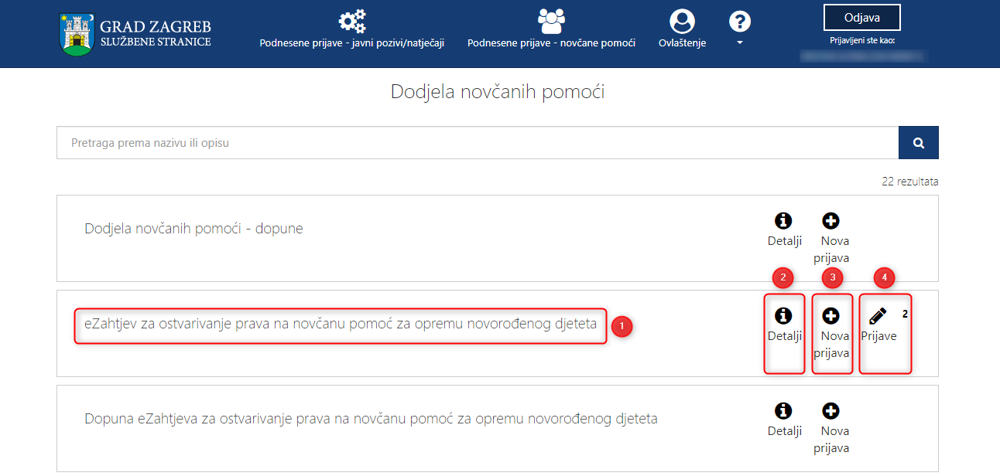 GRAD ZAGREB
SLUŽBENE STRANICE
Podnesene prijave - javni pozivi/natječaji
Podnesene prijave - novčane pomoći
Ovlaštenje
?
Odjava
Prijavljeni ste kao:
Dodjela novčanih pomoći
Pretraga prema nazivu ili opisu
22 rezultata
Dodjela novčanih pomoći - dopune
Detalji
Nova
prijava
2
3
4
eZahtjev za ostvarivanje prava na novčanu pomoć za opremu novorođenog djeteta
1
Detalji
Nova
prijava
2
Prijave
Dopuna eZahtjeva za ostvarivanje prava na novčanu pomoć za opremu novorođenog djeteta
Detalji
Nova
prijava